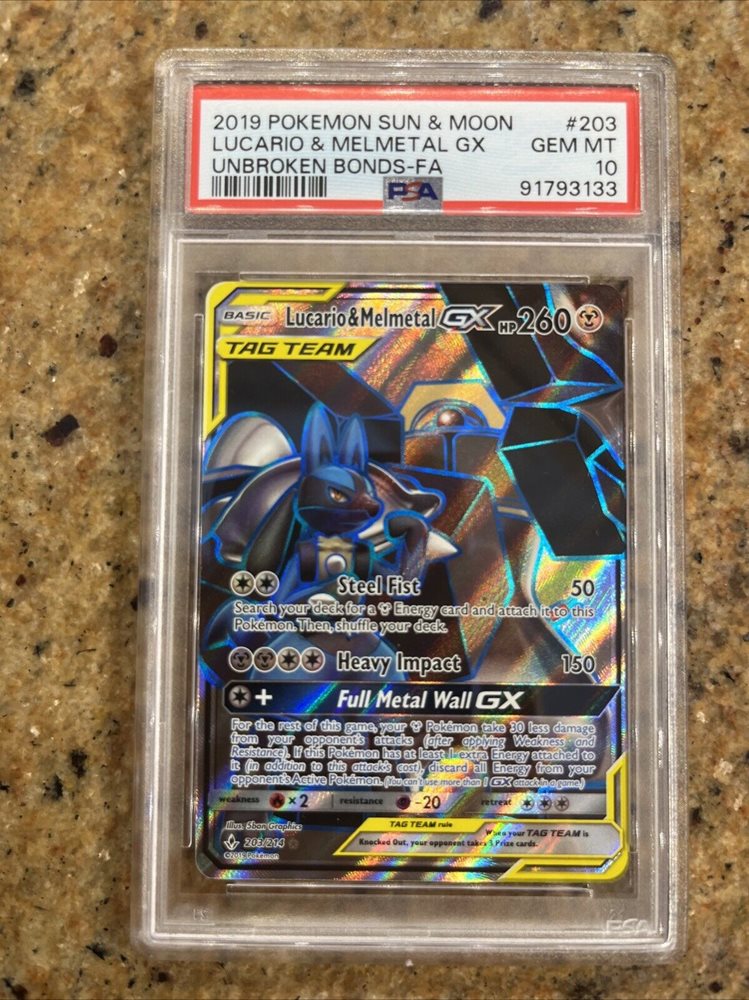 2019 POKEMON SUN & MOON #203
LUCARIO & MELMETAL GX GEM MT
UNBROKEN BONDS-FA 10
PSA 91793133
BASIC Lucario&Melmetal GX HP260
TAG TEAM
Steel Fist 50
Search your deck for a Energy card and attach it to this
Pokémon. Then, shuffle your deck.
Heavy Impact 150
+ Full Metal Wall GX
For the rest of this game, your Pokémon take 30 less damage
from your opponent's attacks (after applying Weakness and
Resistance). If this Pokémon has at least 1 extra Energy attached to
it (in addition to this attack's cost), discard all Energy from your
opponent's Active Pokémon. (You can't use more than 1 GX attack in a game.)
weakness ×2 resistance -20 retreat
Illus. 5ban Graphics
TAG TEAM rule When your TAG TEAM is
203/214 Knocked Out, your opponent takes 3 Prize cards.
©2019 Pokémon
PSA